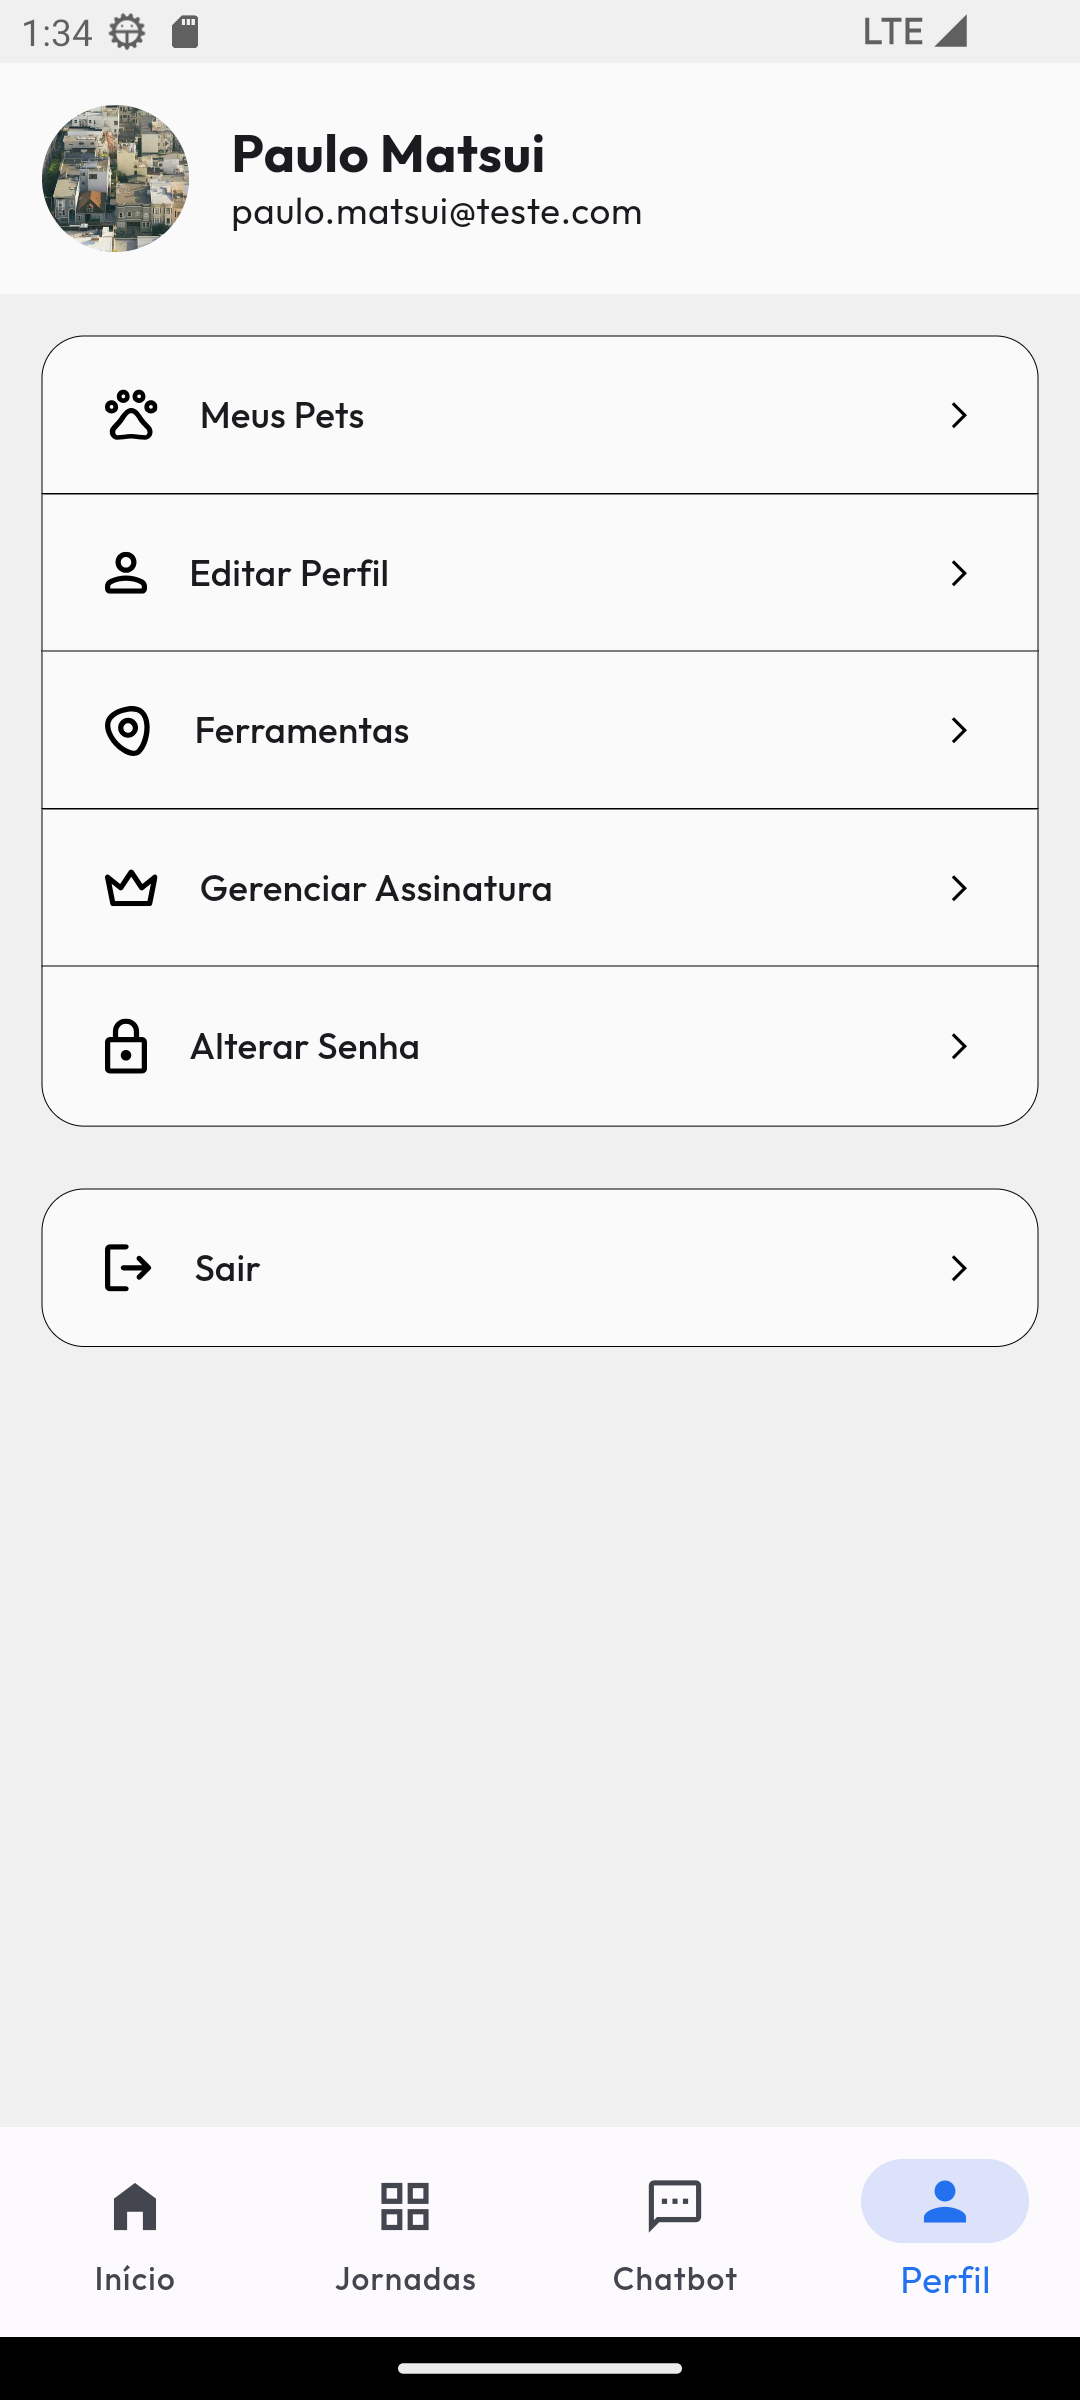 1:34 LTE
Paulo Matsui
paulo.matsui@teste.com
Meus Pets
Editar Perfil
Ferramentas
Gerenciar Assinatura
Alterar Senha
Sair
Início Jornadas Chatbot Perfil